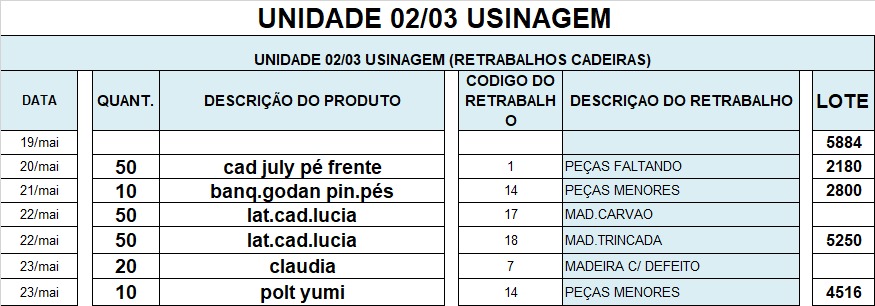 UNIDADE 02/03 USINAGEM
UNIDADE 02/03 USINAGEM (RETRABALHOS CADEIRAS)
DATA QUANT. DESCRIÇÃO DO PRODUTO CODIGO DO RETRABALH O DESCRIÇAO DO RETRABALHO LOTE
19/mai 5884
20/mai 50 cad july pé frente 1 PEÇAS FALTANDO 2180
21/mai 10 banq.godan pin.pés 14 PEÇAS MENORES 2800
22/mai 50 lat.cad.lucia 17 MAD.CARVAO
22/mai 50 lat.cad.lucia 18 MAD.TRINCADA 5250
23/mai 20 claudia 7 MADEIRA C/ DEFEITO
23/mai 10 polt yumi 14 PEÇAS MENORES 4516